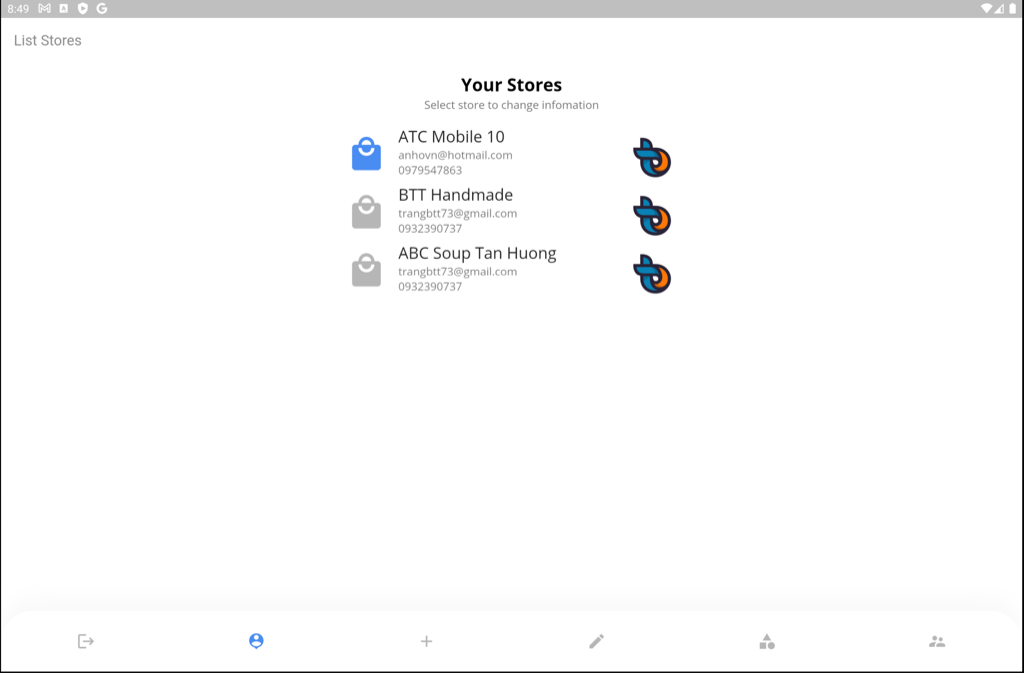 8:49
List Stores
Your Stores
Select store to change infomation
ATC Mobile 10
anhovn@hotmail.com
0979547863
BTT Handmade
trangbtt73@gmail.com
0932390737
ABC Soup Tan Huong
trangbtt73@gmail.com
0932390737